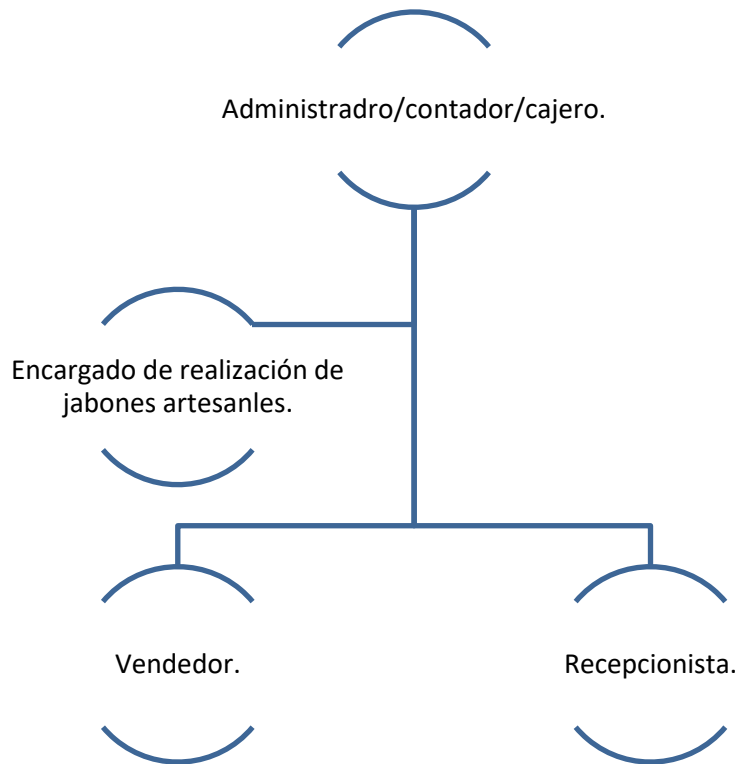 Administradro/contador/cajero.
Encargado de realización de
jabones artesanles.
Vendedor.
Recepcionista.